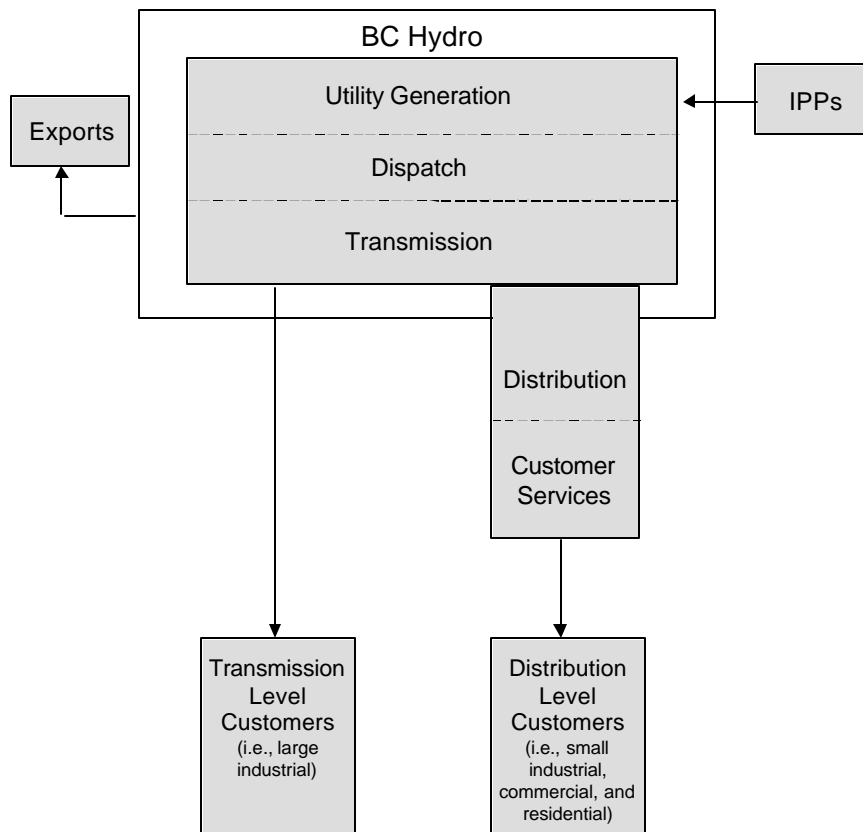 BC Hydro
Utility Generation
IPPs
Exports
Dispatch
Transmission
Distribution
Customer
Services
Transmission
Level
Customers
(i.e., large
industrial)
Distribution
Level
Customers
(i.e., small
industrial,
commercial, and
residential)